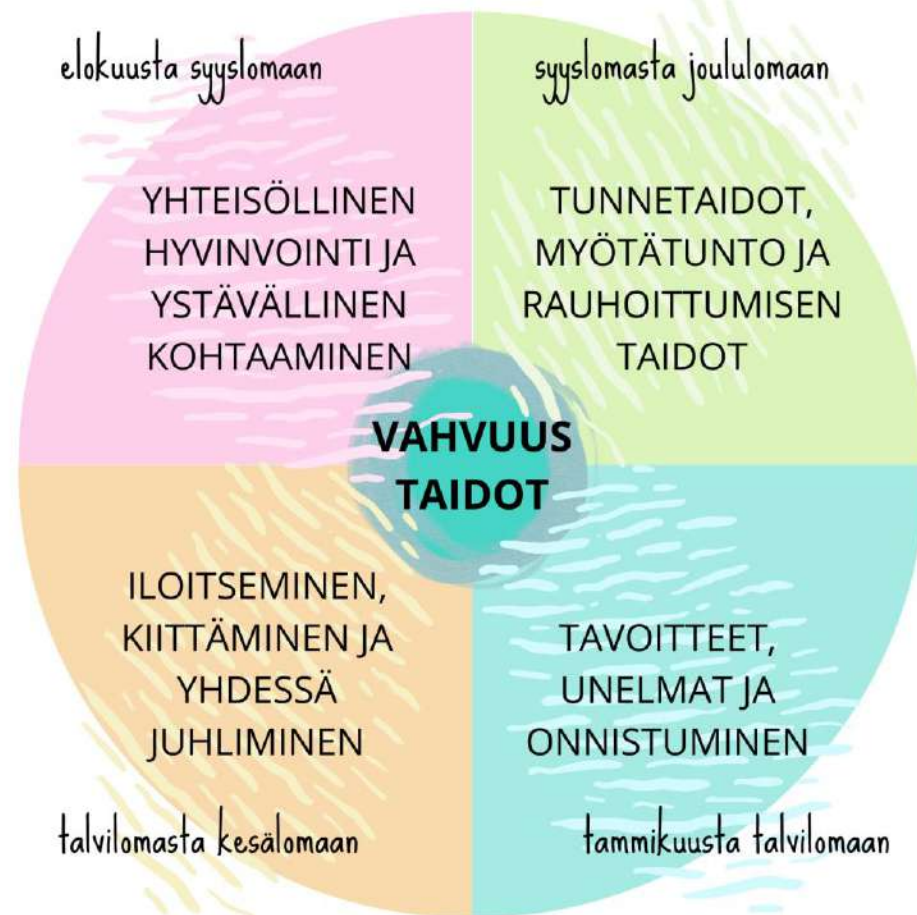 elokuusta syyslomaan
syyslomasta joululomaan
YHTEISÖLLINEN
HYVINVOINTI JA
YSTÄVÄLLINEN
KOHTAAMINEN
TUNNETAIDOT,
MYÖTÄTUNTO JA
RAUHOITTUMISEN
TAIDOT
VAHVUUS
TAIDOT
ILOITSEMINEN,
KIITTÄMINEN JA
YHDESSÄ
JUHLIMINEN
TAVOITTEET,
UNELMAT JA
ONNISTUMINEN
talvilomasta kesälomaan
tammikuusta talvilomaan